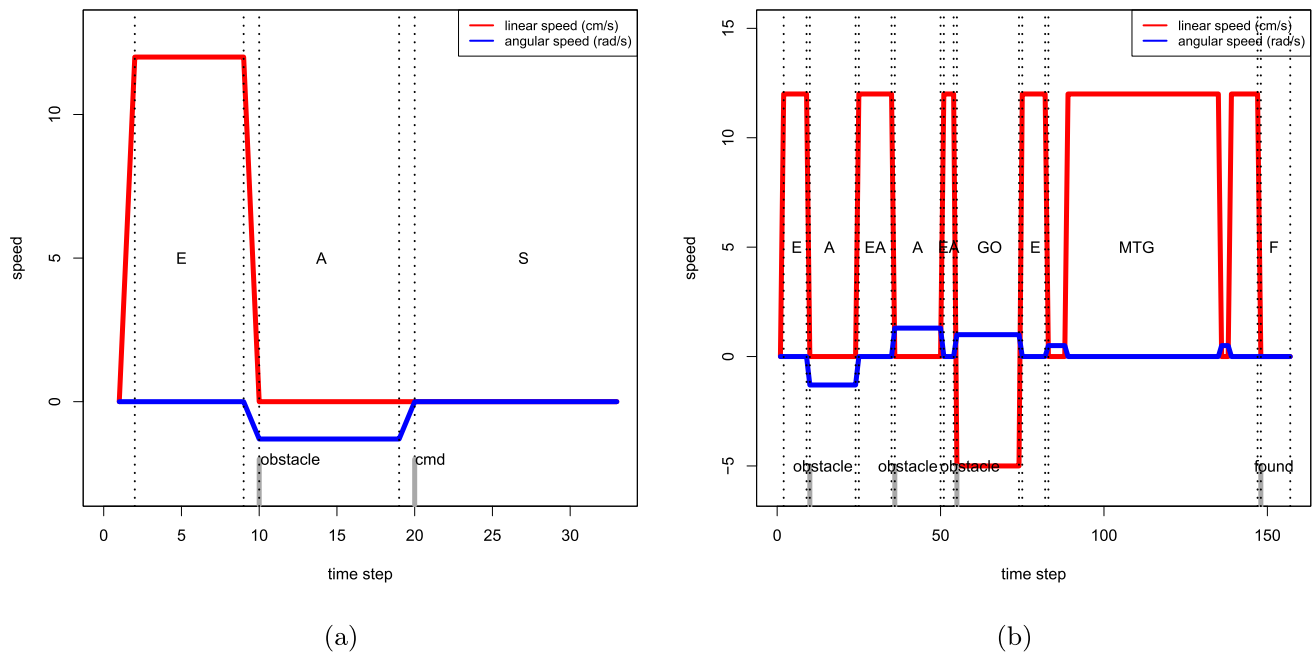 linear speed (cm/s)
angular speed (rad/s)
10
5
0
speed
E
A
S
obstacle
cmd
0
5
10
15
20
25
30
time step
(a)
linear speed (cm/s)
angular speed (rad/s)
15
10
5
0
−5
speed
E
A
EA
A
EA
GO
E
MTG
F
obstacle
obstacle
obstacle
found
0
50
100
150
time step
(b)